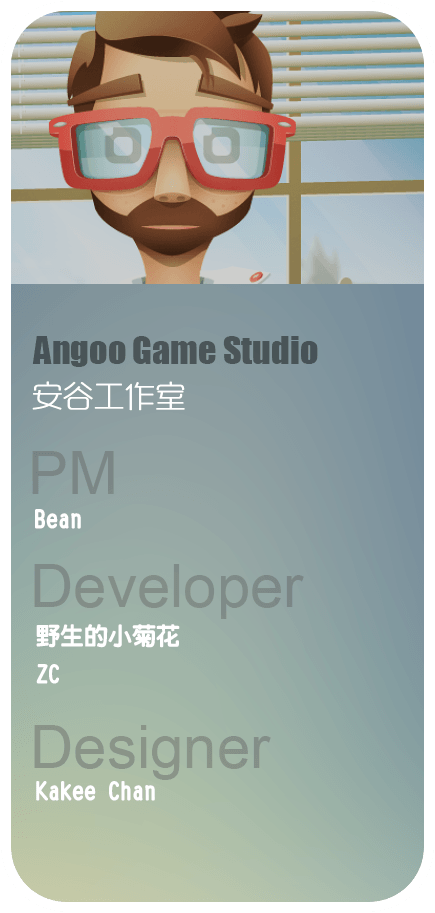 Angoo Game Studio
安谷工作室
PM
Bean
Developer
野生的小菊花
ZC
Designer
Kakee Chan